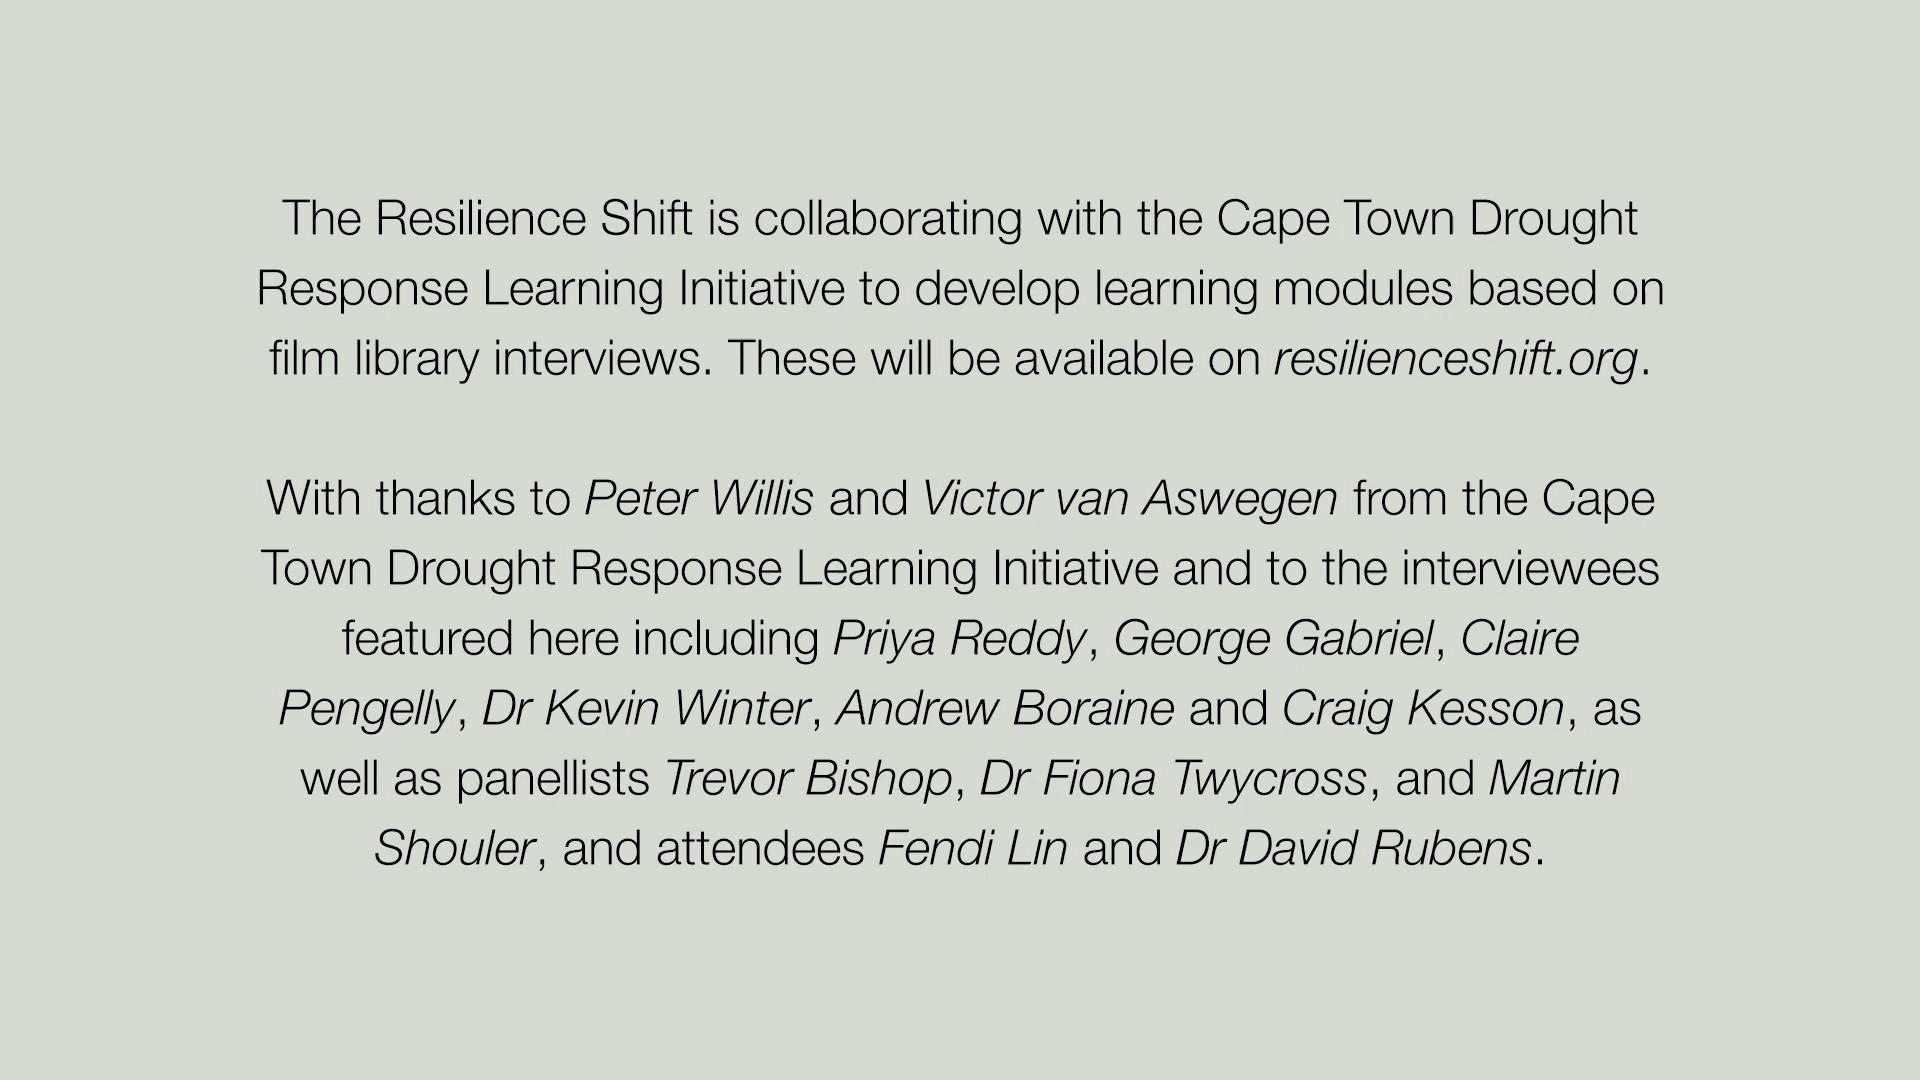 The Resilience Shift is collaborating with the Cape Town Drought
Response Learning Initiative to develop learning modules based on
film library interviews. These will be available on resilienceshift.org.
With thanks to Peter Willis and Victor van Aswegen from the Cape
Town Drought Response Learning Initiative and to the interviewees
featured here including Priya Reddy, George Gabriel, Claire
Pengelly, Dr Kevin Winter, Andrew Boraine and Craig Kesson, as
well as panellists Trevor Bishop, Dr Fiona Twycross, and Martin
Shouler, and attendees Fendi Lin and Dr David Rubens.